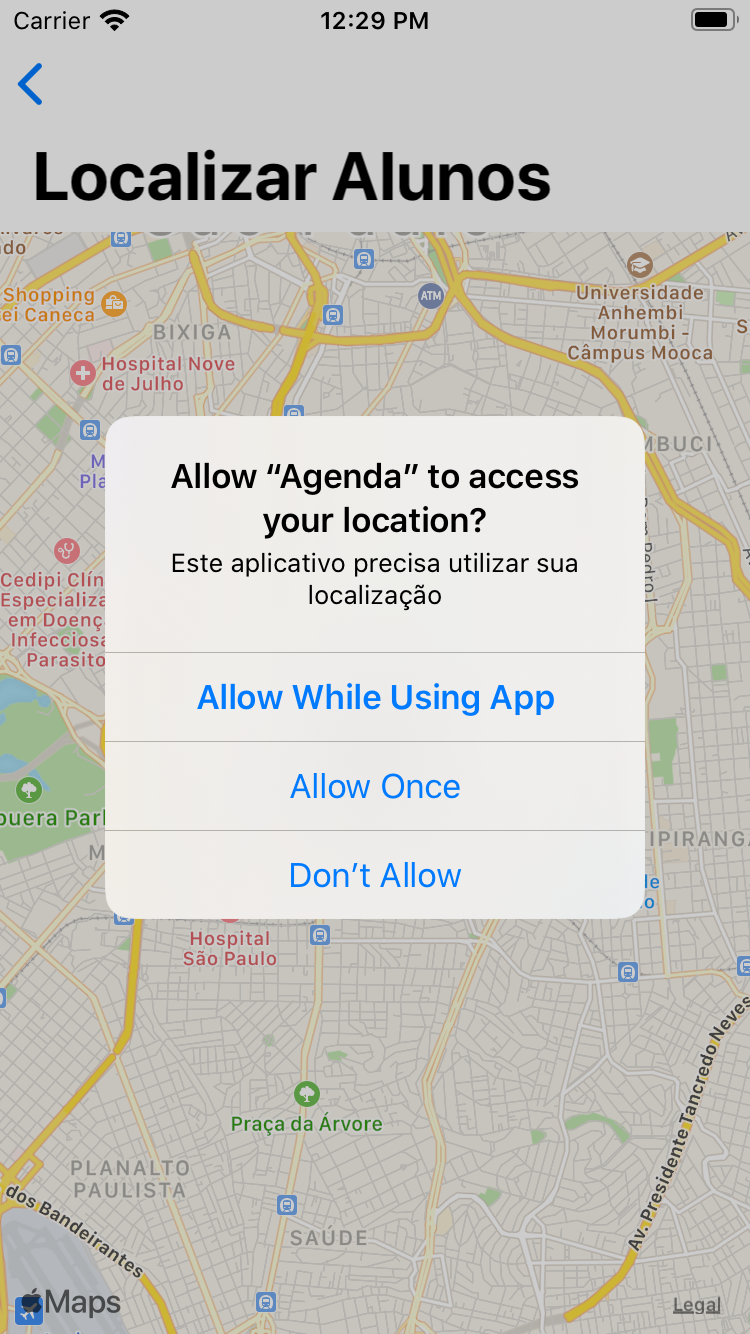 Carrier
12:29 PM
Localizar Alunos
do
Shopping
ei Caneca
BIXIGA
ATM
Universidade
Anhembi
Morumbi -
Câmpus Mooca
Hospital Nove
de Julho
MBUCI
Allow “Agenda” to access
your location?
Este aplicativo precisa utilizar sua
localização
Cedipi Clín
Especializa
em Doenç
Infecciosa
Parasito
Allow While Using App
Allow Once
Don’t Allow
puera Park
IPIRANGA
Hospital
São Paulo
Praça da Árvore
Av. Presidente Tancredo Neves
PLANALTO
PAULISTA
dos Bandeirantes
SAÚDE
Maps
Legal